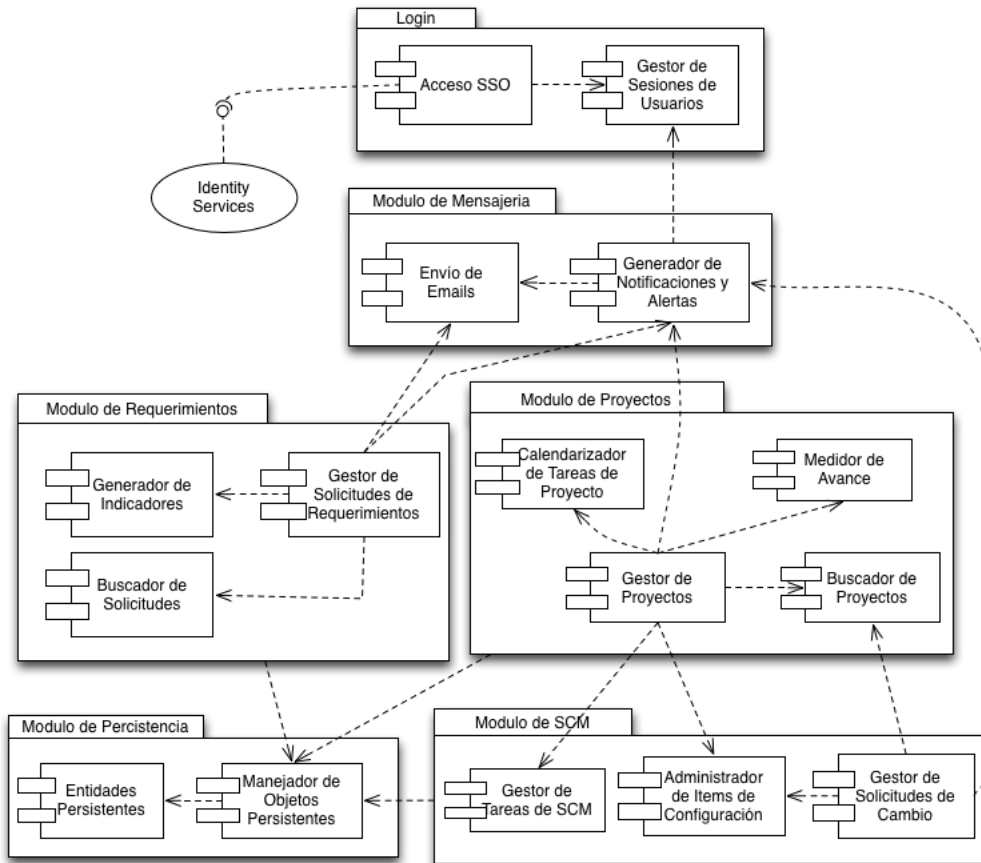 Login
Acceso SSO
Gestor de
Sesiones de
Usuarios
Identity
Services
Modulo de Mensajeria
Envío de
Emails
Generador de
Notificaciones y
Alertas
Modulo de Requerimientos
Generador de
Indicadores
Gestor de
Solicitudes de
Requerimientos
Buscador de
Solicitudes
Modulo de Proyectos
Calendarizador
de Tareas de
Proyecto
Medidor de
Avance
Gestor de
Proyectos
Buscador de
Proyectos
Modulo de Percistencia
Entidades
Persistentes
Manejador de
Objetos
Persistentes
Modulo de SCM
Gestor de
Tareas de SCM
Administrador
de Items de
Configuración
Gestor de
Solicitudes de
Cambio